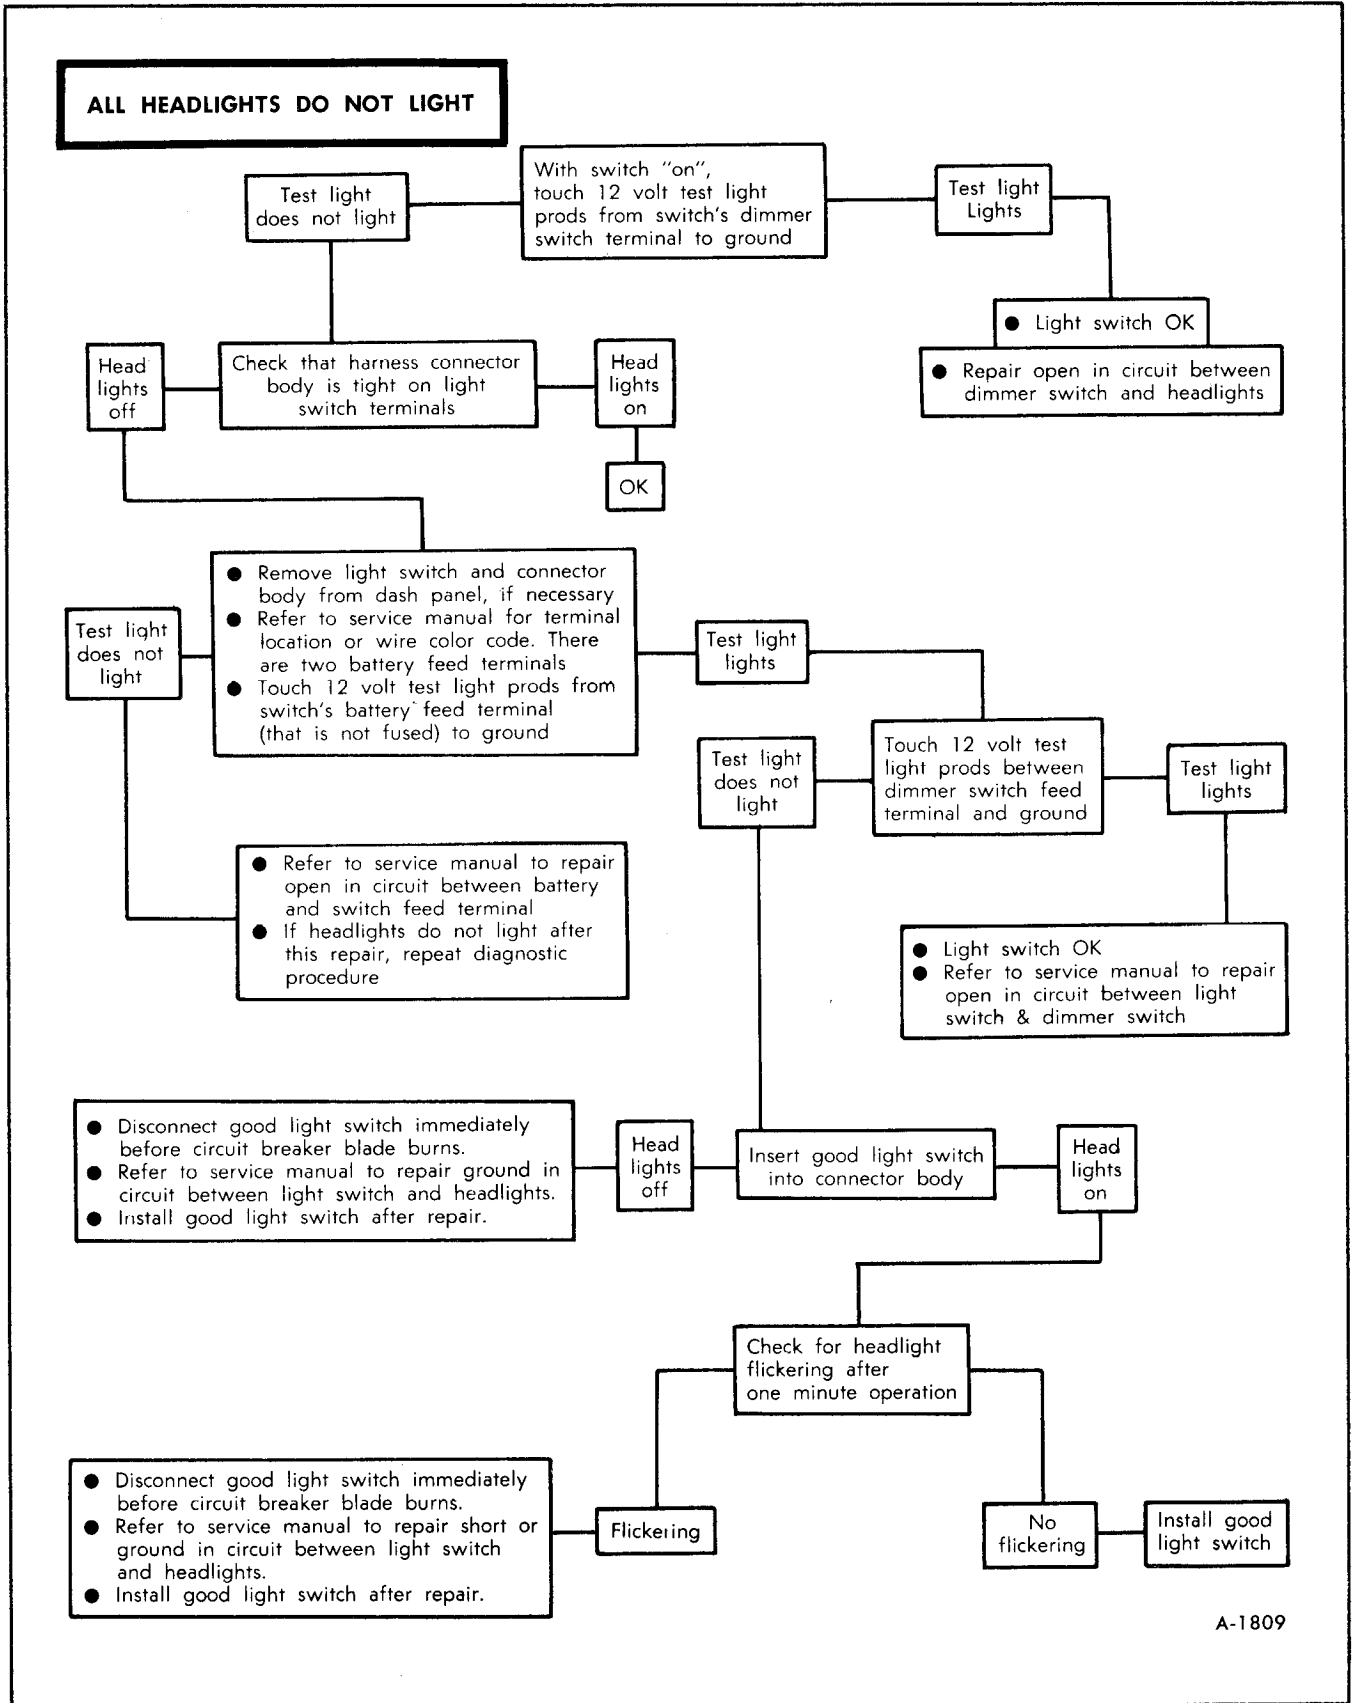 ALL HEADLIGHTS DO NOT LIGHT
With switch "on",
touch 12 volt test light
prods from switch's dimmer
switch terminal to ground
Test light
does not light
Test light
Lights
● Light switch OK
● Repair open in circuit between
dimmer switch and headlights
Head
lights
off
Check that harness connector
body is tight on light
switch terminals
Head
lights
on
OK
● Remove light switch and connector
body from dash panel, if necessary
● Refer to service manual for terminal
location or wire color code. There
are two battery feed terminals
● Touch 12 volt test light prods from
switch's battery feed terminal
(that is not fused) to ground
Test light
does not
light
Test light
lights
Test light
does not
light
Touch 12 volt test
light prods between
dimmer switch feed
terminal and ground
Test light
lights
● Refer to service manual to repair
open in circuit between battery
and switch feed terminal
● If headlights do not light after
this repair, repeat diagnostic
procedure
● Light switch OK
● Refer to service manual to repair
open in circuit between light
switch & dimmer switch
● Disconnect good light switch immediately
before circuit breaker blade burns.
● Refer to service manual to repair ground in
circuit between light switch and headlights.
● Install good light switch after repair.
Head
lights
off
Insert good light switch
into connector body
Head
lights
on
Check for headlight
flickering after
one minute operation
● Disconnect good light switch immediately
before circuit breaker blade burns.
● Refer to service manual to repair short or
ground in circuit between light switch
and headlights.
● Install good light switch after repair.
Flickering
No
flickering
Install good
light switch
A-1809